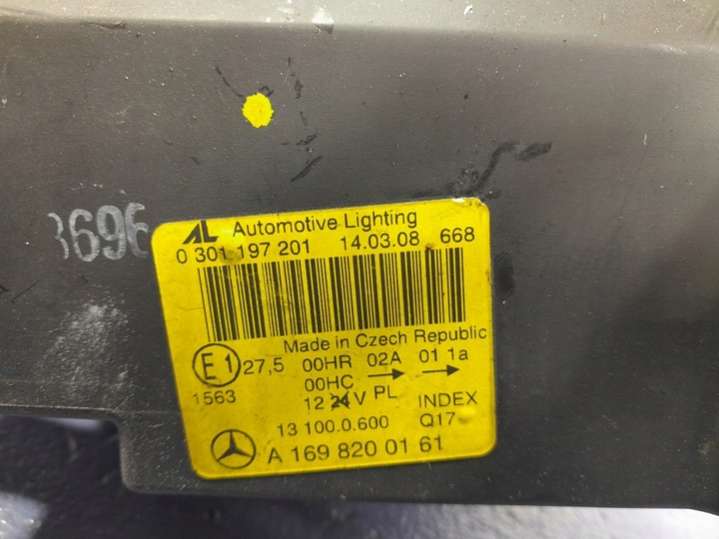 3696
AL Automotive Lighting
0 301 197 201 14.03.08 668
Made in Czech Republic
E1 27,5 00HR 02A 01 1a
00HC → →
1563
12 24 V PL INDEX
13 100.0.600 Q17
A 169 820 01 61